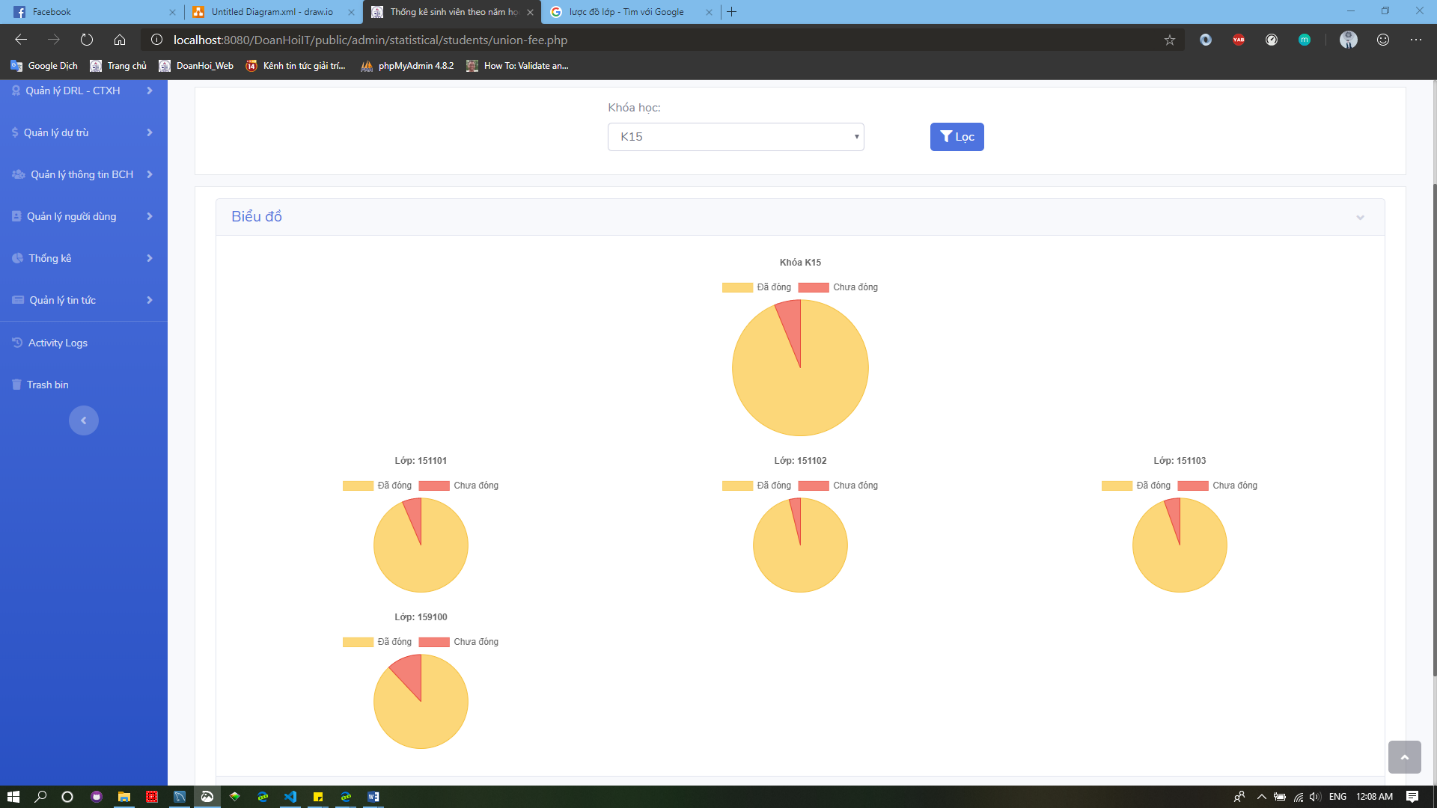 Facebook
Untitled Diagram.xml - draw.io
Thống kê sinh viên theo năm họ
lược đồ lớp - Tìm với Google
localhost:8080/DoanHoiIT/public/admin/statistical/students/union-fee.php
Google Dịch
Trang chủ
DoanHoi_Web
Kênh tin tức giải trí...
phpMyAdmin 4.8.2
How To: Validate an...
Quản lý DRL - CTXH
Quản lý dự trù
Quản lý thông tin BCH
Quản lý người dùng
Thống kê
Quản lý tin tức
Activity Logs
Trash bin
Khóa học:
K15
Lọc
Biểu đồ
Khóa K15
Đã đóng Chưa đóng
Lớp: 151101
Đã đóng Chưa đóng
Lớp: 151102
Đã đóng Chưa đóng
Lớp: 151103
Đã đóng Chưa đóng
Lớp: 159100
Đã đóng Chưa đóng
ENG
12:08 AM